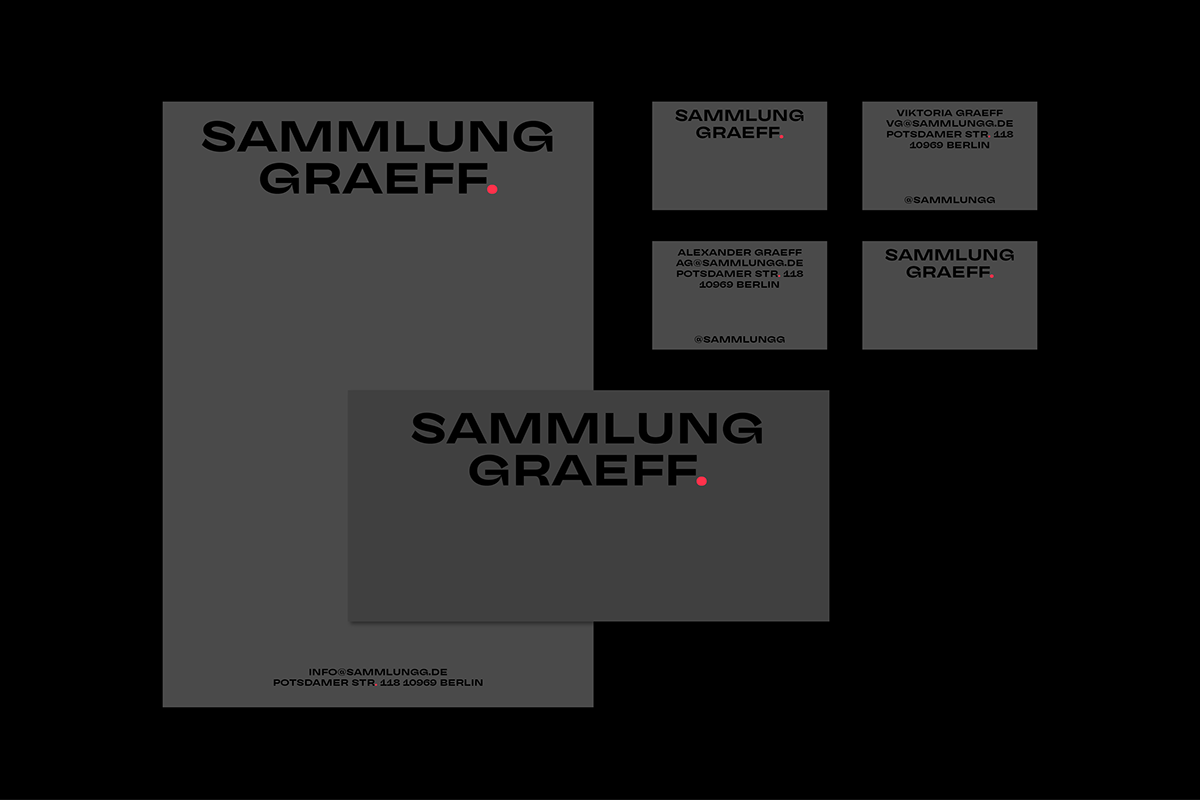 SAMMLUNG
GRAEFF.
INFO@SAMMLUNGG.DE
POTSDAMER STR. 118 10969 BERLIN
SAMMLUNG
GRAEFF.
SAMMLUNG
GRAEFF.
VIKTORIA GRAEFF
VG@SAMMLUNGG.DE
POTSDAMER STR. 118
10969 BERLIN
@SAMMLUNGG
ALEXANDER GRAEFF
AG@SAMMLUNGG.DE
POTSDAMER STR. 118
10969 BERLIN
@SAMMLUNGG
SAMMLUNG
GRAEFF.